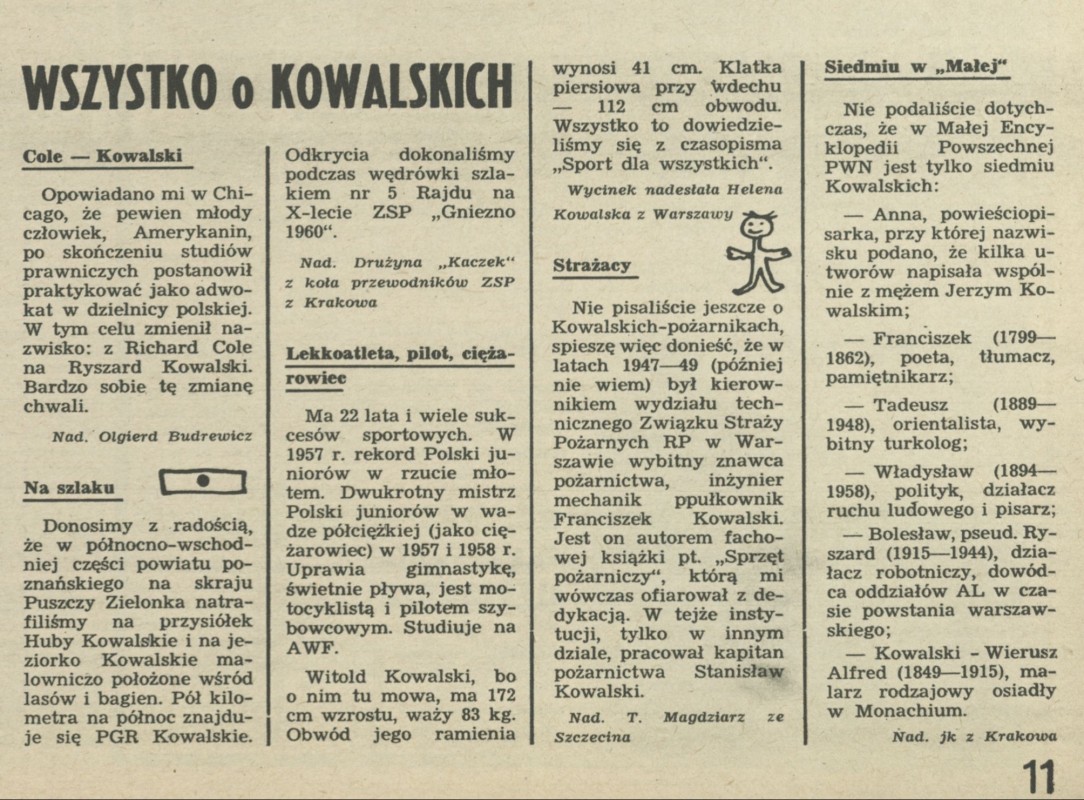 WSZYSTKO o KOWALSKICH
Cole — Kowalski
Opowiadano mi w Chi-
cago, że pewien młody
człowiek, Amerykanin,
po skończeniu studiów
prawniczych postanowił
praktykować jako adwo-
kat w dzielnicy polskiej.
W tym celu zmienił na-
zwisko: z Richard Cole
na Ryszard Kowalski.
Bardzo sobie tę zmianę
chwali.
Nad. Olgierd Budrewicz
Na szlaku
Donosimy z radością,
że w północno-wschod-
niej części powiatu po-
znańskiego na skraju
Puszczy Zielonka natra-
filiśmy na przysiółek
Huby Kowalskie i na je-
ziorko Kowalskie ma-
lowniczo położone wśród
lasów i bagien. Pół kilo-
metra na północ znajdu-
je się PGR Kowalskie.
Odkrycia dokonaliśmy
podczas wędrówki szla-
kiem nr 5 Rajdu na
X-lecie ZSP „Gniezno
1960“.
Nad. Drużyna „Kaczek“
z koła przewodników ZSP
z Krakowa
Lekkoatleta, pilot, cięża-
rowiec
Ma 22 lata i wiele suk-
cesów sportowych. W
1957 r. rekord Polski ju-
niorów w rzucie mło-
tem. Dwukrotny mistrz
Polski juniorów w wa-
dze półciężkiej (jako cię-
żarowiec) w 1957 i 1958 r.
Uprawia gimnastykę,
świetnie pływa, jest mo-
tocyklistą i pilotem szy-
bowcowym. Studiuje na
AWF.
Witold Kowalski, bo
o nim tu mowa, ma 172
cm wzrostu, waży 83 kg.
Obwód jego ramienia
wynosi 41 cm. Klatka
piersiowa przy wdechu
— 112 cm obwodu.
Wszystko to dowiedzie-
liśmy się z czasopisma
„Sport dla wszystkich“.
Wycinek nadesłała Helena
Kowalska z Warszawy
Strażacy
Nie pisaliście jeszcze o
Kowalskich-pożarnikach,
spieszę więc donieść, że w
latach 1947—49 (później
nie wiem) był kierow-
nikiem wydziału tech-
nicznego Związku Straży
Pożarnych RP w War-
szawie wybitny znawca
pożarnictwa, inżynier
mechanik ppułkownik
Franciszek Kowalski.
Jest on autorem facho-
wej książki pt. „Sprzęt
pożarniczy“, którą mi
wówczas ofiarował z de-
dykacją. W tejże insty-
tucji, tylko w innym
dziale, pracował kapitan
pożarnictwa Stanisław
Kowalski.
Nad. T. Magdziarz ze
Szczecina
Siedmiu w „Małej“
Nie podaliście dotych-
czas, że w Małej Ency-
klopedii Powszechnej
PWN jest tylko siedmiu
Kowalskich:
— Anna, powieściopi-
sarka, przy której nazwi-
sku podano, że kilka u-
tworów napisała wspól-
nie z mężem Jerzym Ko-
walskim;
— Franciszek (1799—
1862), poeta, tłumacz,
pamiętnikarz;
— Tadeusz (1889—
1948), orientalista, wy-
bitny turkolog;
— Władysław (1894—
1958), polityk, działacz
ruchu ludowego i pisarz;
— Bolesław, pseud. Ry-
szard (1915—1944), dzia-
łacz robotniczy, dowód-
ca oddziałów AL w cza-
sie powstania warszaw-
skiego;
— Kowalski - Wierusz
Alfred (1849—1915), ma-
larz rodzajowy osiadły
w Monachium.
Nad. jk z Krakowa
11